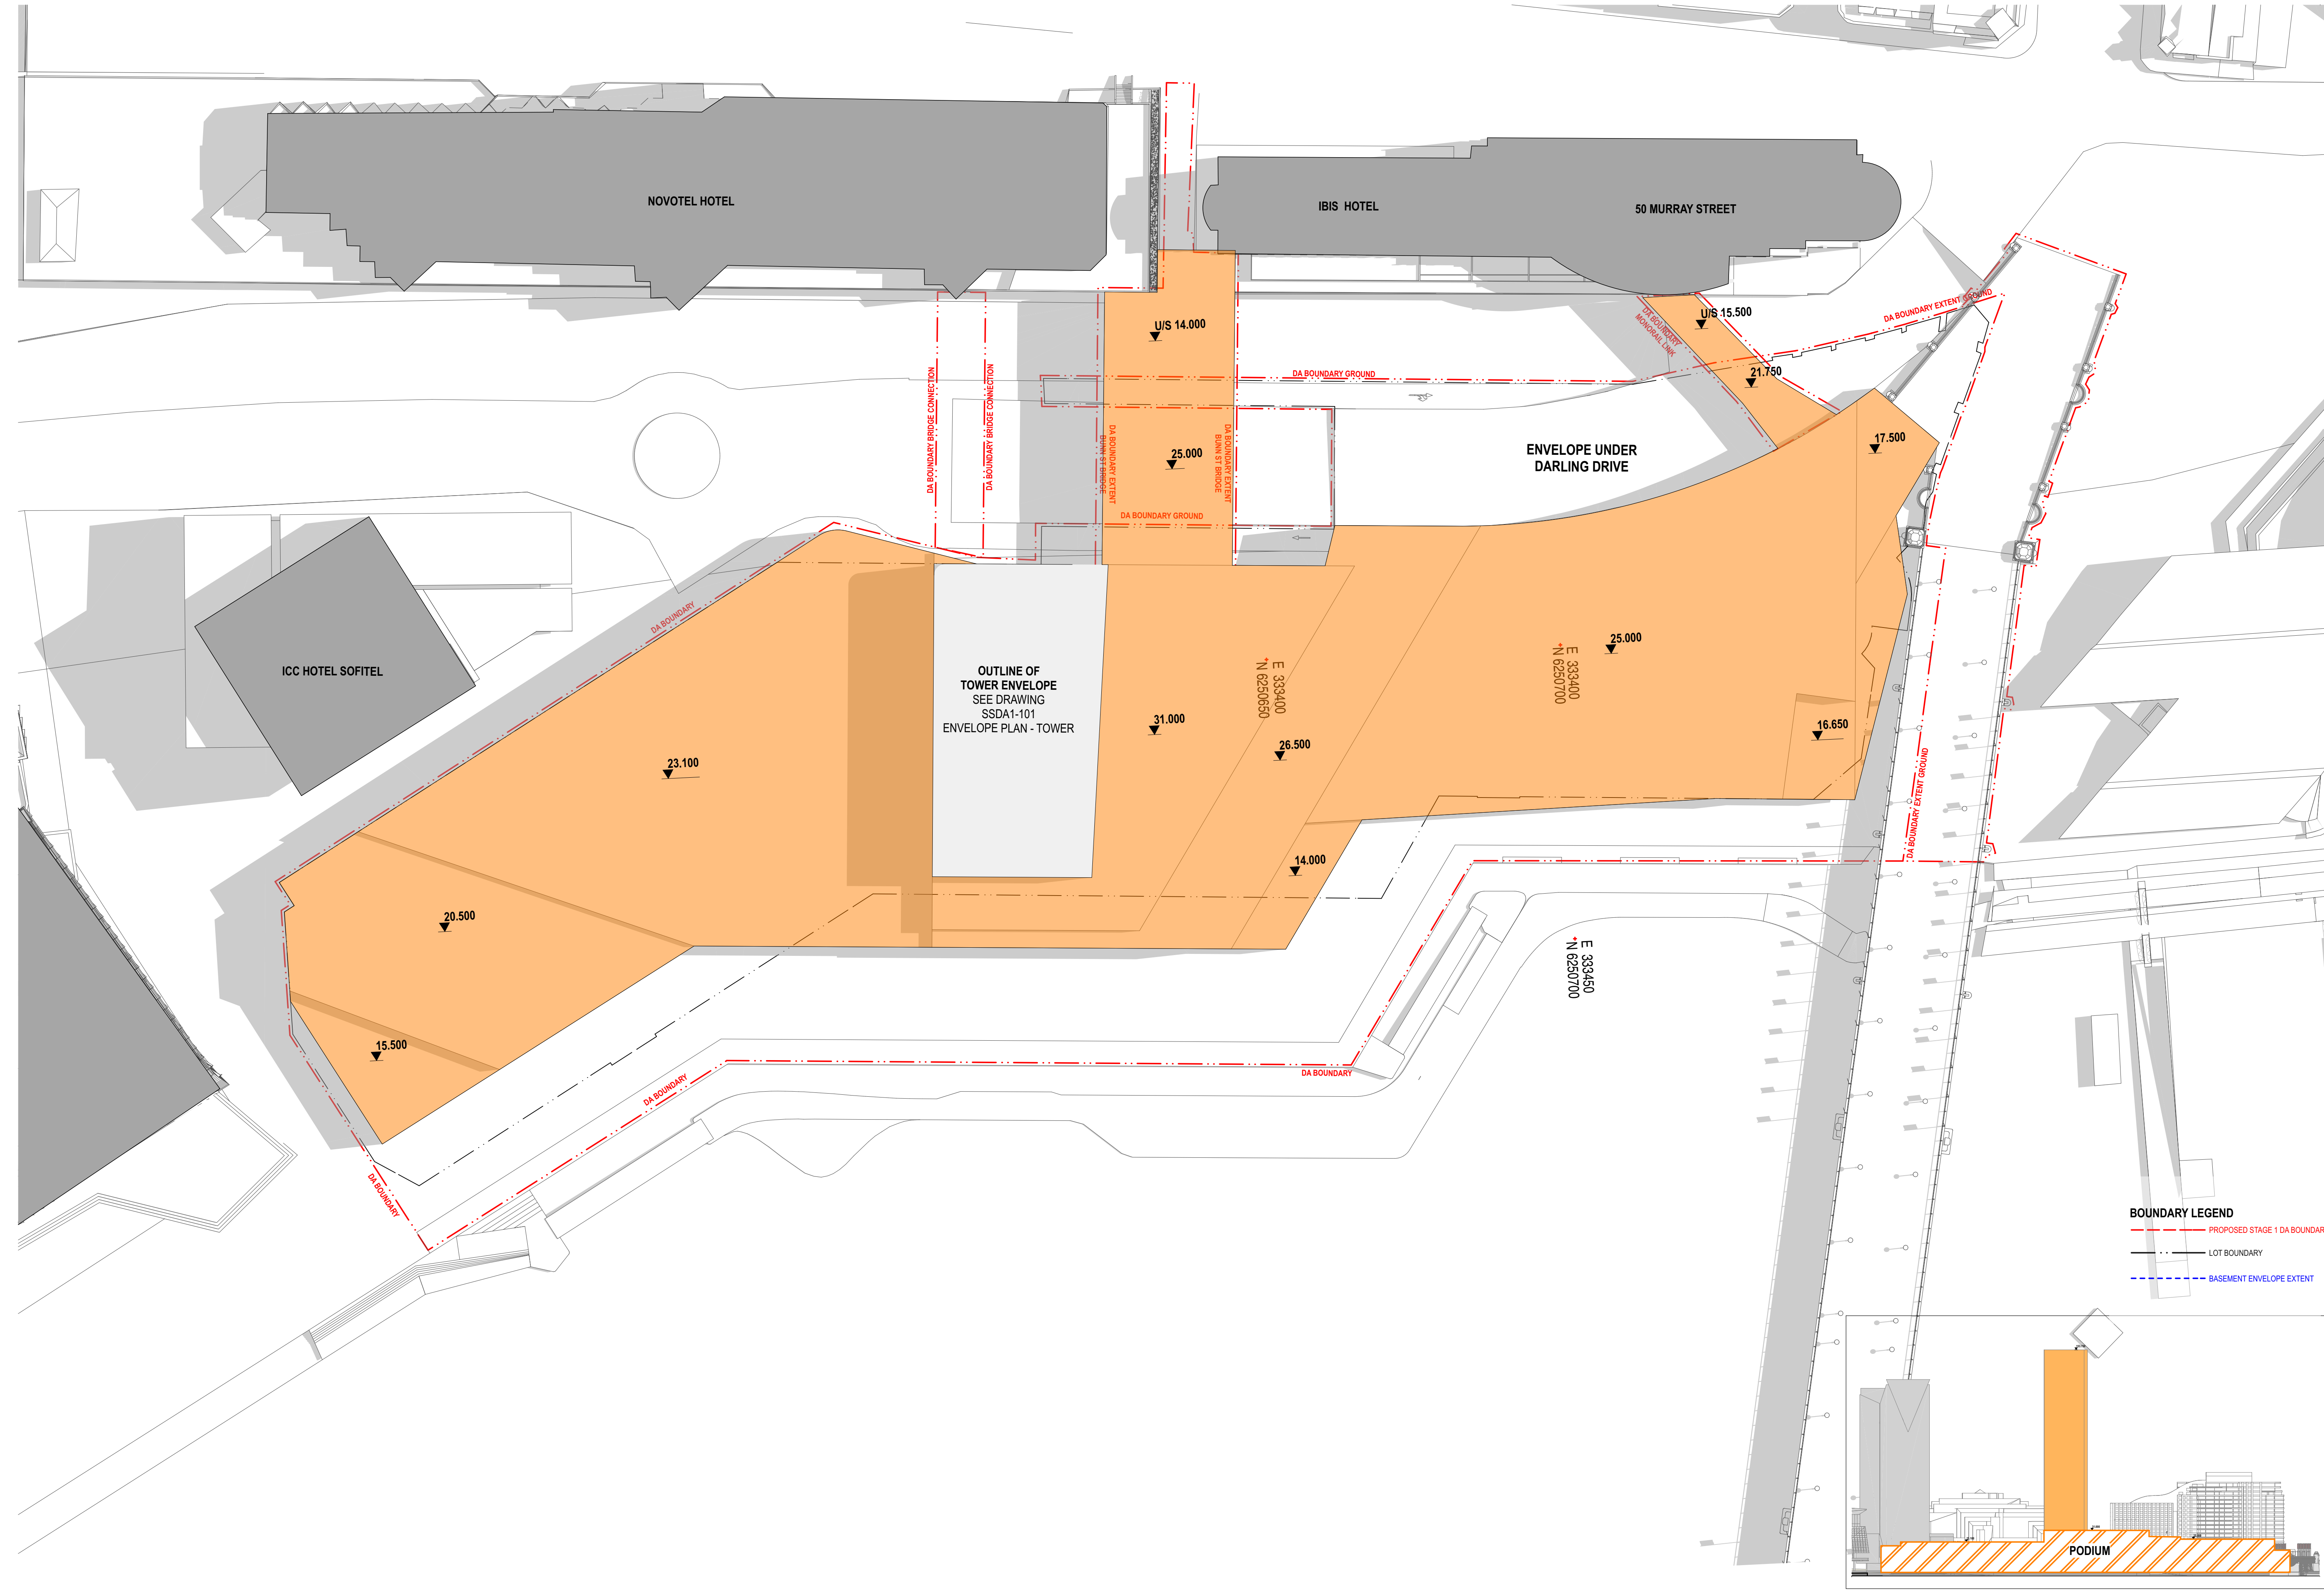 NOVOTEL HOTEL
IBIS HOTEL
50 MURRAY STREET
U/S 14.000
U/S 15.500
DA BOUNDARY EXTENT GROUND
DA BOUNDARY
MONORAIL LINK
21.750
DA BOUNDARY GROUND
DA BOUNDARY BRIDGE CONNECTION
DA BOUNDARY BRIDGE CONNECTION
DA BOUNDARY EXTENT
BUNN ST BRIDGE
25.000
DA BOUNDARY EXTENT
BUNN ST BRIDGE
ENVELOPE UNDER
DARLING DRIVE
17.500
DA BOUNDARY GROUND
DA BOUNDARY
ICC HOTEL SOFITEL
OUTLINE OF
TOWER ENVELOPE
SEE DRAWING
SSDA1-101
ENVELOPE PLAN - TOWER
E 333400
N 6250650
E 333400
N 6250700
25.000
31.000
26.500
16.650
23.100
DA BOUNDARY EXTENT GROUND
14.000
20.500
E 333450
N 6250700
15.500
DA BOUNDARY
DA BOUNDARY
DA BOUNDARY
BOUNDARY LEGEND
PROPOSED STAGE 1 DA BOUNDAR
LOT BOUNDARY
BASEMENT ENVELOPE EXTENT
PODIUM